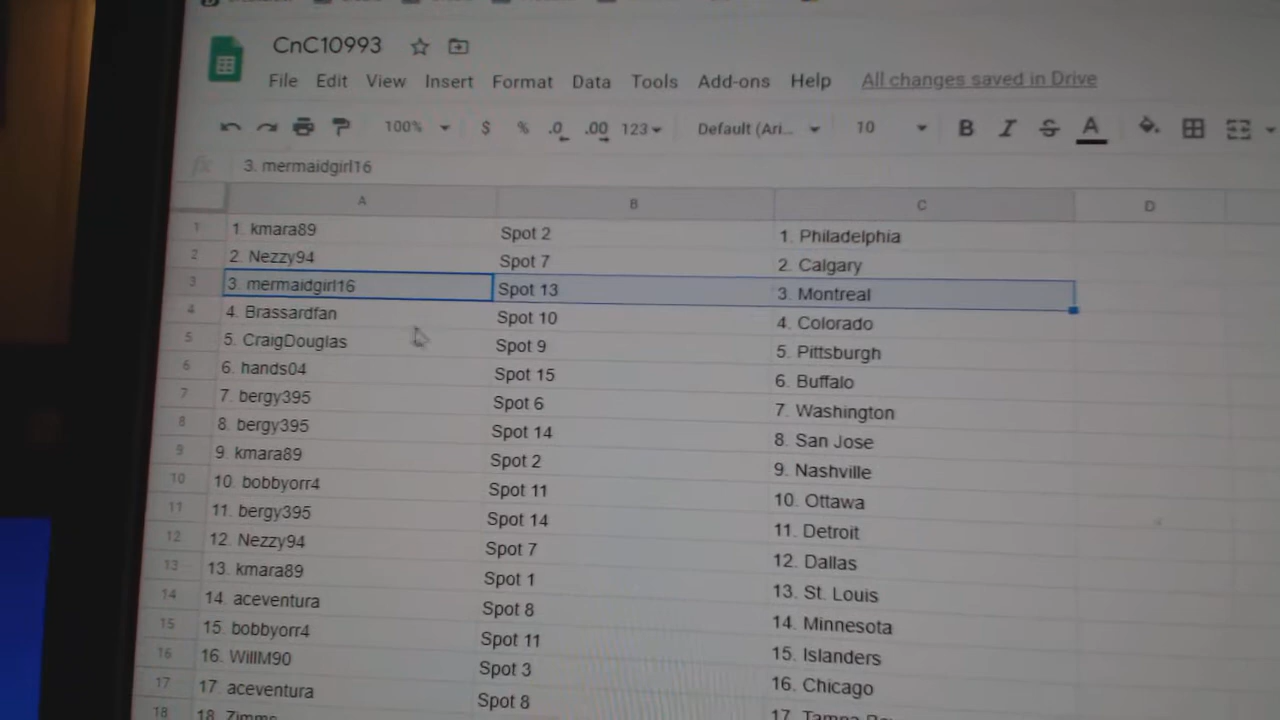 CnC10993
File Edit View Insert Format Data Tools Add-ons Help All changes saved in Drive
100% $ % .0 .00 123 Default (Ari... 10 B I S A
fx 3. mermaidgirl16
A B C D
1 1. kmara89 Spot 2 1. Philadelphia
2 2. Nezzy94 Spot 7 2. Calgary
3 3. mermaidgirl16 Spot 13 3. Montreal
4 4. Brassardfan Spot 10 4. Colorado
5 5. CraigDouglas Spot 9 5. Pittsburgh
6 6. hands04 Spot 15 6. Buffalo
7 7. bergy395 Spot 6 7. Washington
8 8. bergy395 Spot 14 8. San Jose
9 9. kmara89 Spot 2 9. Nashville
10 10. bobbyorr4 Spot 11 10. Ottawa
11 11. bergy395 Spot 14 11. Detroit
12 12. Nezzy94 Spot 7 12. Dallas
13 13. kmara89 Spot 1 13. St. Louis
14 14. aceventura Spot 8 14. Minnesota
15 15. bobbyorr4 Spot 11 15. Islanders
16 16. WillM90 Spot 3 16. Chicago
17 17. aceventura Spot 8 17. Tampa
18 18. Zimms